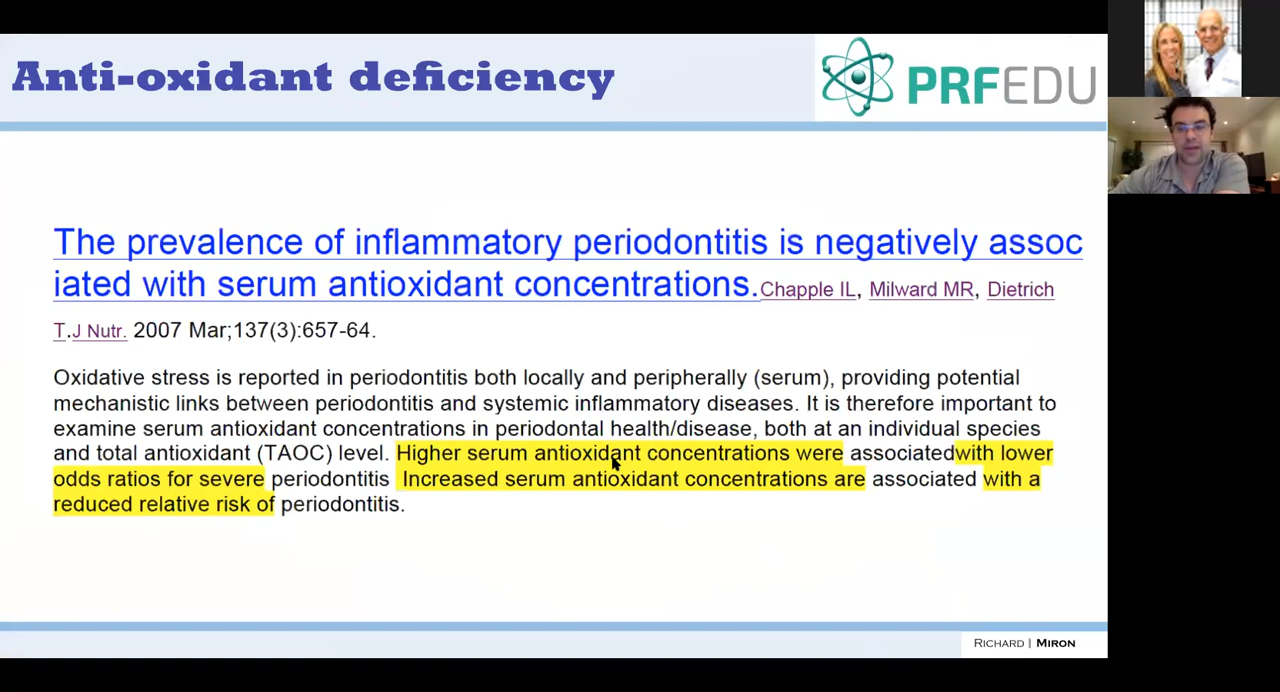 Anti-oxidant deficiency
PRFEDU
The prevalence of inflammatory periodontitis is negatively assoc
iated with serum antioxidant concentrations. Chapple IL, Milward MR, Dietrich
T.J Nutr. 2007 Mar;137(3):657-64.
Oxidative stress is reported in periodontitis both locally and peripherally (serum), providing potential
mechanistic links between periodontitis and systemic inflammatory diseases. It is therefore important to
examine serum antioxidant concentrations in periodontal health/disease, both at an individual species
and total antioxidant (TAOC) level. Higher serum antioxidant concentrations were associatedwith lower
odds ratios for severe periodontitis Increased serum antioxidant concentrations are associated with a
reduced relative risk of periodontitis.
RICHARD | MIRON